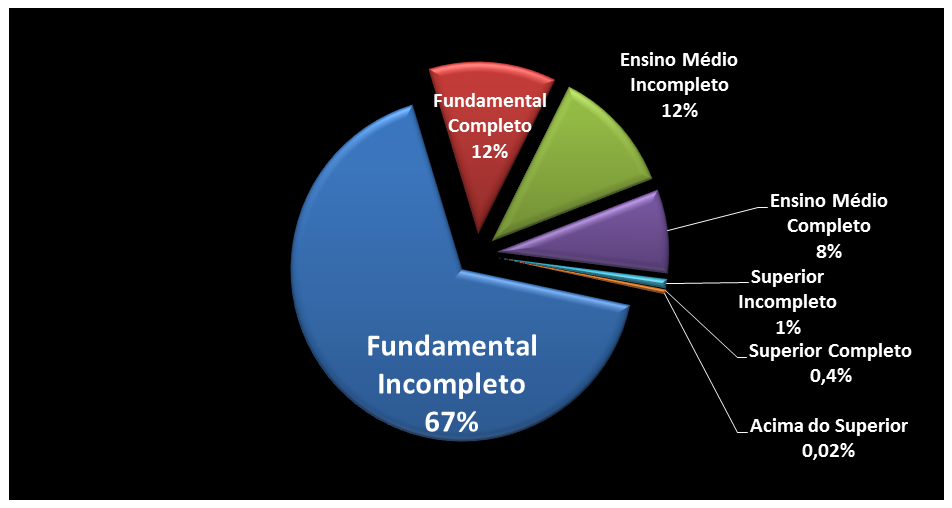 Ensino Médio
Incompleto
12%
Fundamental
Completo
12%
Ensino Médio
Completo
8%
Superior
Incompleto
1%
Superior Completo
0,4%
Acima do Superior
0,02%
Fundamental
Incompleto
67%